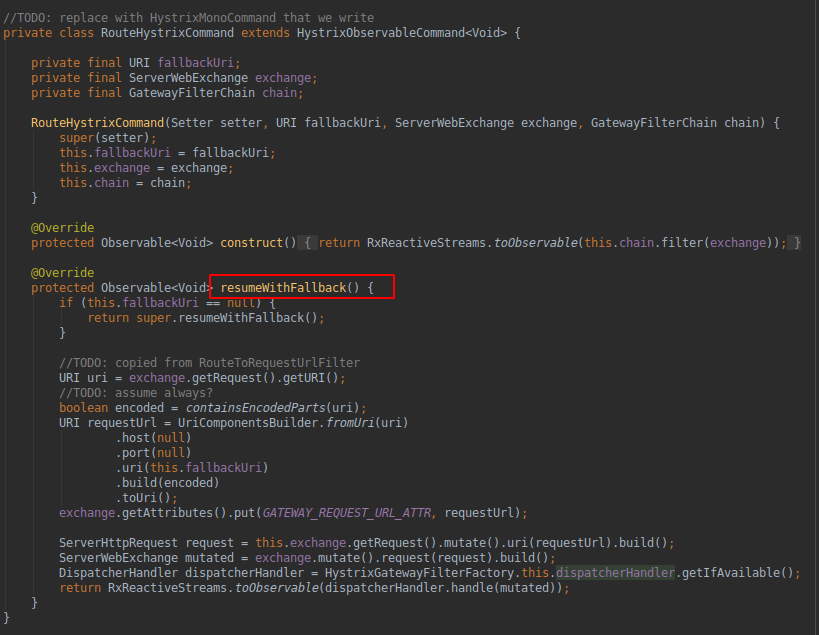 //TODO: replace with HystrixMonoCommand that we write
private class RouteHystrixCommand extends HystrixObservableCommand<Void> {
private final URI fallbackUri;
private final ServerWebExchange exchange;
private final GatewayFilterChain chain;
RouteHystrixCommand(Setter setter, URI fallbackUri, ServerWebExchange exchange, GatewayFilterChain chain) {
super(setter);
this.fallbackUri = fallbackUri;
this.exchange = exchange;
this.chain = chain;
}
@Override
protected Observable<Void> construct() { return RxReactiveStreams.toObservable(this.chain.filter(exchange)); }
@Override
protected Observable<Void> resumeWithFallback() {
if (this.fallbackUri == null) {
return super.resumeWithFallback();
}
//TODO: copied from RouteToRequestUrlFilter
URI uri = exchange.getRequest().getURI();
//TODO: assume always?
boolean encoded = containsEncodedParts(uri);
URI requestUrl = UriComponentsBuilder.fromUri(uri)
.host(null)
.port(null)
.uri(this.fallbackUri)
.build(encoded)
.toUri();
exchange.getAttributes().put(GATEWAY_REQUEST_URL_ATTR, requestUrl);
ServerHttpRequest request = this.exchange.getRequest().mutate().uri(requestUrl).build();
ServerWebExchange mutated = exchange.mutate().request(request).build();
DispatcherHandler dispatcherHandler = HystrixGatewayFilterFactory.this.dispatcherHandler.getIfAvailable();
return RxReactiveStreams.toObservable(dispatcherHandler.handle(mutated));
}
}